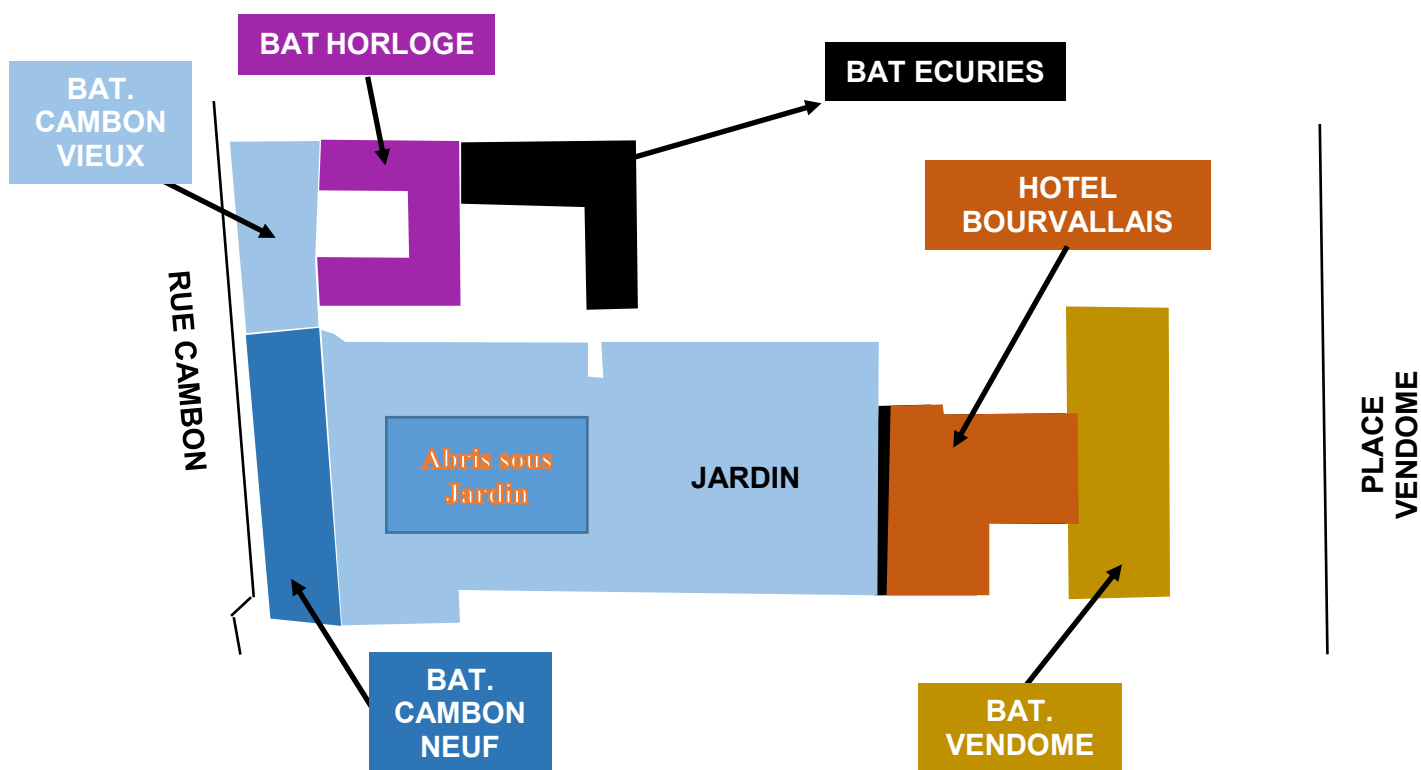 BAT HORLOGE
BAT ECURIES
BAT.
CAMBON
VIEUX
HOTEL
BOURVALLAIS
RUE CAMBON
Abris sous
Jardin
JARDIN
PLACE
VENDOME
BAT.
CAMBON
NEUF
BAT.
VENDOME